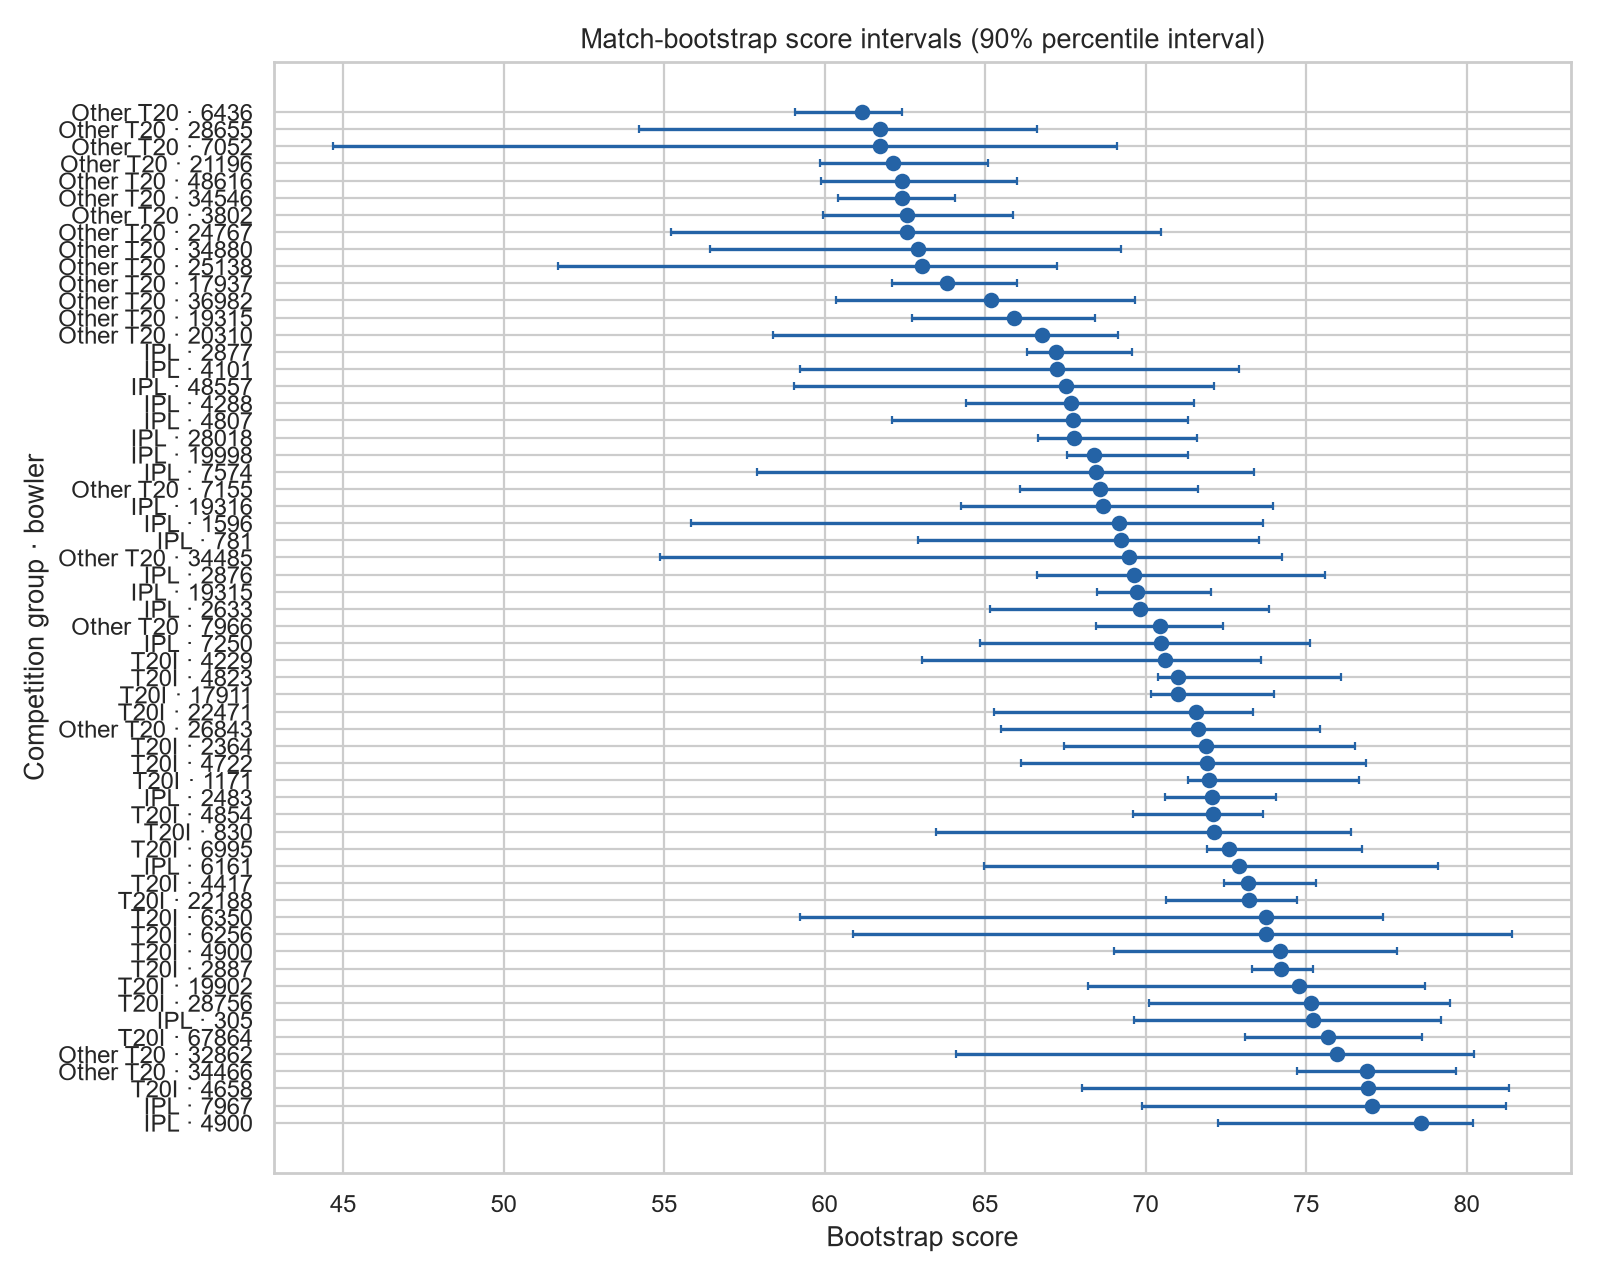 Match-bootstrap score intervals (90% percentile interval)
Other T20 · 6436
Other T20 · 28655
Other T20 · 7052
Other T20 · 21196
Other T20 · 48616
Other T20 · 34546
Other T20 · 3802
Other T20 · 24767
Other T20 · 34880
Other T20 · 25138
Other T20 · 17937
Other T20 · 36982
Other T20 · 19315
Other T20 · 20310
IPL · 2877
IPL · 4101
IPL · 48557
IPL · 4288
IPL · 4807
IPL · 28018
IPL · 19998
IPL · 7574
Other T20 · 7155
IPL · 19316
IPL · 1596
IPL · 781
Other T20 · 34485
IPL · 2876
IPL · 19315
IPL · 2633
Other T20 · 7966
IPL · 7250
T20I · 4229
T20I · 4823
T20I · 17911
T20I · 22471
Other T20 · 26843
T20I · 2364
T20I · 4722
T20I · 1171
IPL · 2483
T20I · 4854
T20I · 830
T20I · 6995
IPL · 6161
T20I · 4417
T20I · 22188
T20I · 6350
T20I · 6256
T20I · 4900
T20I · 2887
T20I · 19902
T20I · 28756
IPL · 305
T20I · 67864
Other T20 · 32862
Other T20 · 34466
T20I · 4658
IPL · 7967
IPL · 4900
Competition group · bowler
45 50 55 60 65 70 75 80
Bootstrap score